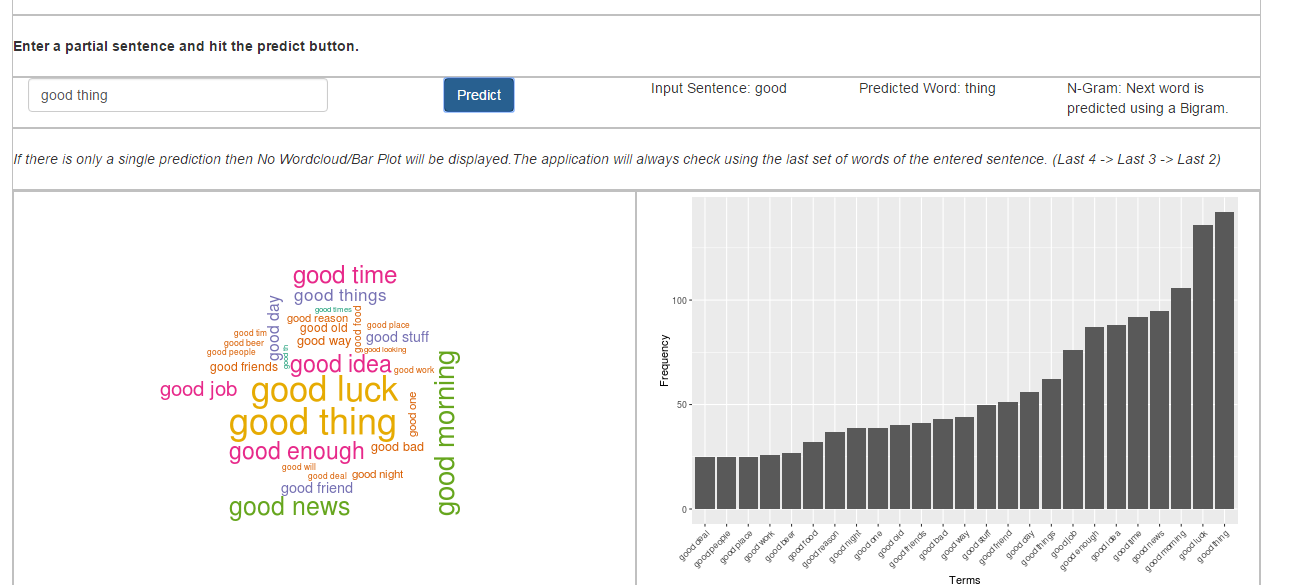 Enter a partial sentence and hit the predict button.
good thing
Predict
Input Sentence: good
Predicted Word: thing
N-Gram: Next word is
predicted using a Bigram.
If there is only a single prediction then No Wordcloud/Bar Plot will be displayed.The application will always check using the last set of words of the entered sentence. (Last 4 -> Last 3 -> Last 2)
good time
good things
good times
good day
good food
good reason
good place
good old
good tim
good stuff
good way
good beer
good looking
good people
good th
good idea
good friends
good work
good job
good luck
good one
good morning
good thing
good bad
good enough
good will
good deal
good night
good friend
good news
Frequency
100
50
0
good deal
good people
good place
good work
good beer
good food
good reason
good night
good one
good old
good friends
good bad
good way
good stuff
good friend
good day
good things
good job
good enough
good idea
good time
good news
good morning
good luck
good thing
Terms